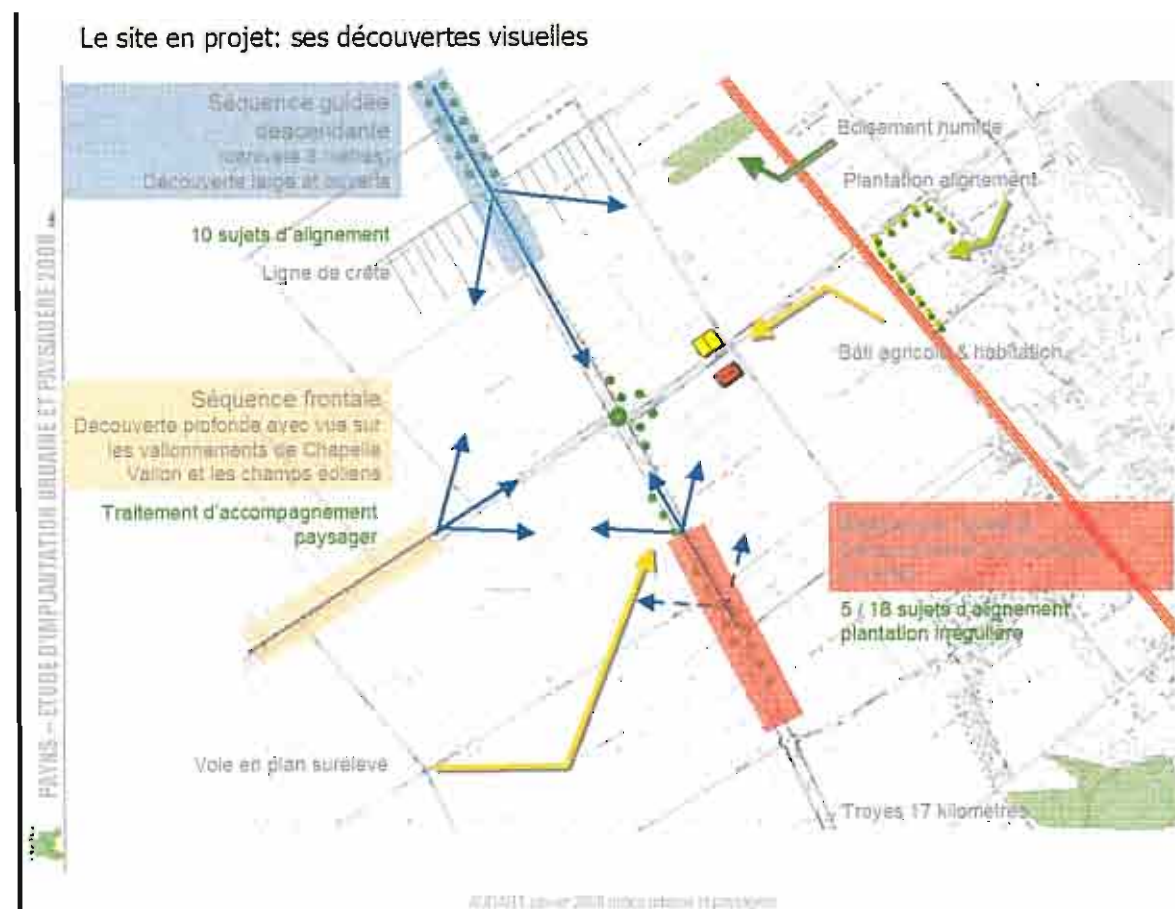 Le site en projet: ses découvertes visuelles
Séquence guidée
descendante
Découverte large et ouverte
10 sujets d'alignement
Ligne de crête
Séquence frontale
Découverte profonde avec vue sur
les vallonnements de Chapelle
Vallon et les champs éoliens
Traitement d'accompagnement
paysager
Voie en plan surélevé
Boisement humide
Plantation alignement
Bâti agricole & habitation
5 / 18 sujets d'alignement
plantation irrégulière
Troyes 17 kilomètres
PAYNS – ETUDE D'IMPLANTATION URBAINE ET PAYSAGERE 2008